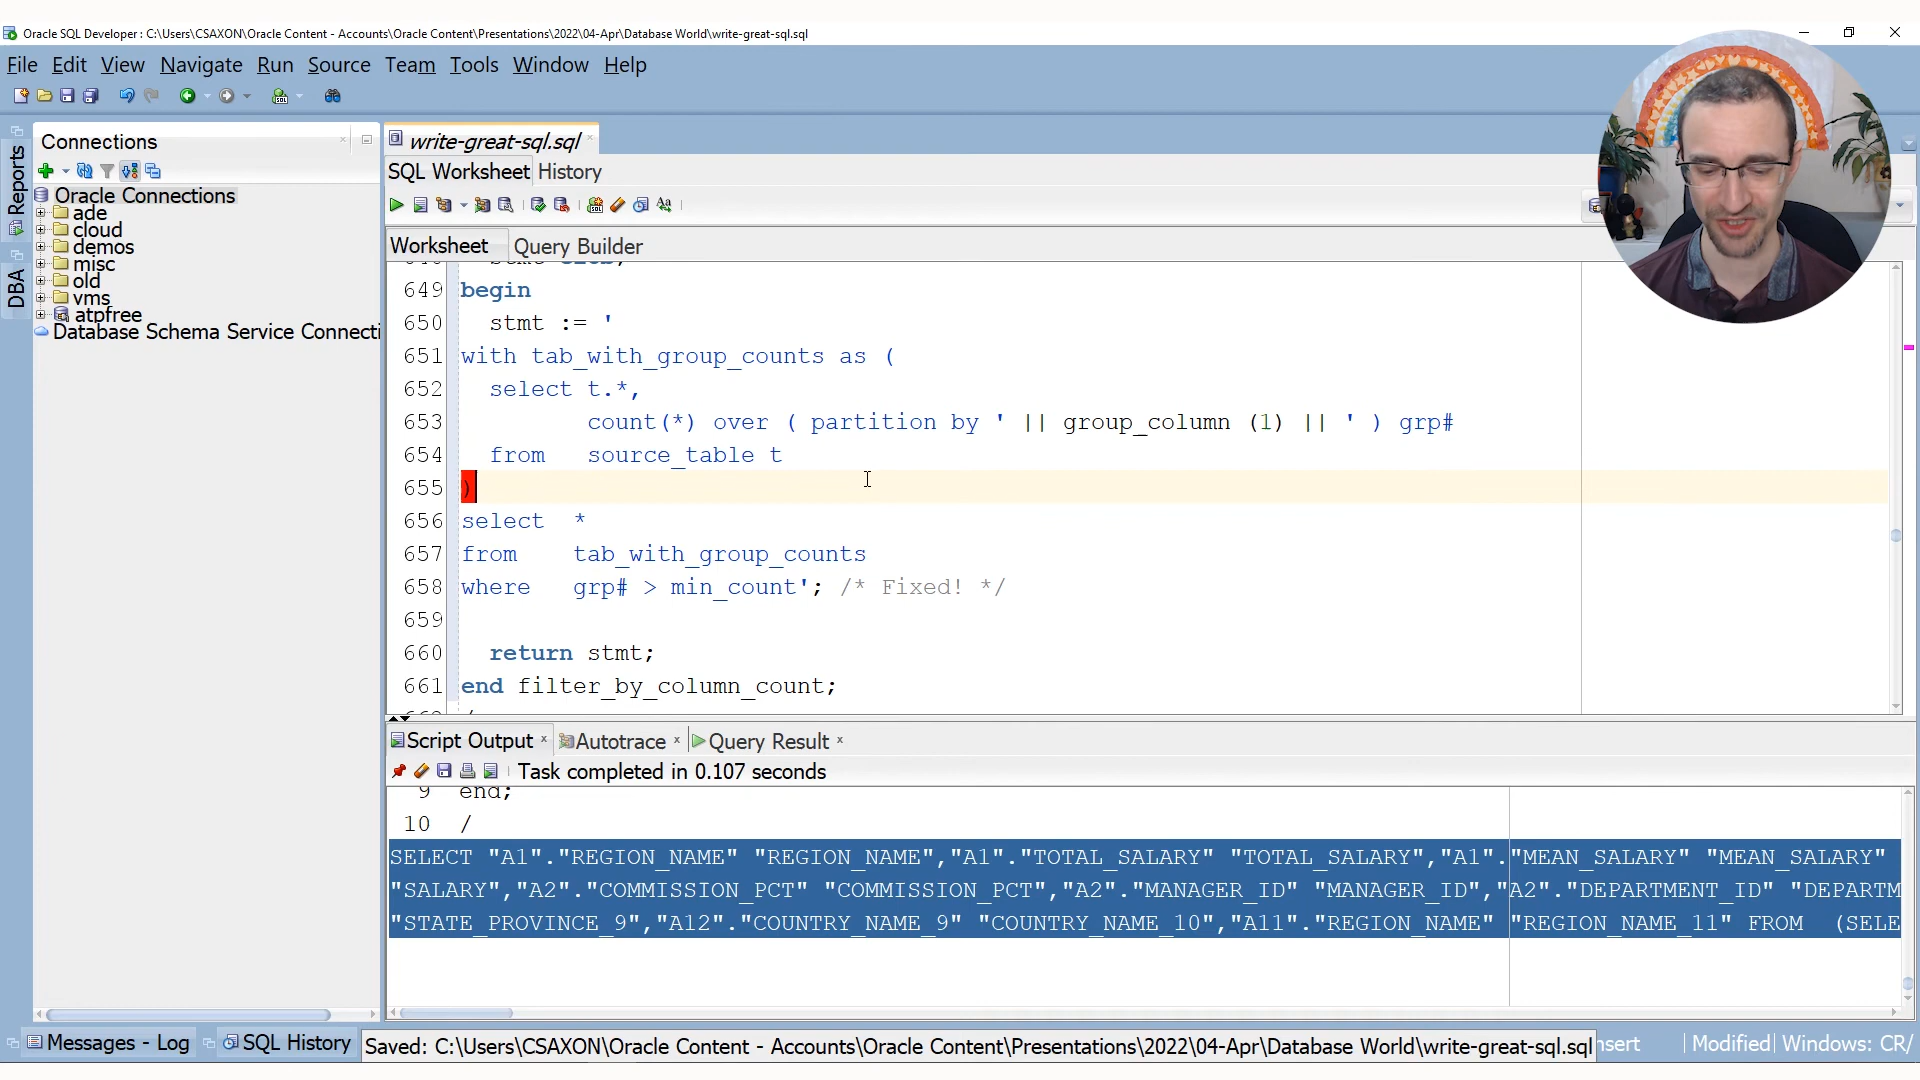 Oracle SQL Developer : C:\Users\CSAXON\Oracle Content - Accounts\Oracle Content\Presentations\2022\04-Apr\Database World\write-great-sql.sql
File Edit View Navigate Run Source Team Tools Window Help
Connections
Oracle Connections
ade
cloud
demos
misc
old
vms
atpfree
Database Schema Service Connecti
Reports
DBA
write-great-sql.sql
SQL Worksheet History
Worksheet Query Builder
649 begin
650 stmt := '
651 with tab_with_group_counts as (
652 select t.*,
653 count(*) over ( partition by ' || group_column (1) || ' ) grp#
654 from source_table t
655 )
656 select *
657 from tab_with_group_counts
658 where grp# > min_count'; /* Fixed! */
659
660 return stmt;
661 end filter_by_column_count;
Script Output Autotrace Query Result
Task completed in 0.107 seconds
9 end;
10 /
SELECT "A1"."REGION_NAME" "REGION_NAME","A1"."TOTAL_SALARY" "TOTAL_SALARY","A1"."MEAN_SALARY" "MEAN_SALARY"
"SALARY","A2"."COMMISSION_PCT" "COMMISSION_PCT","A2"."MANAGER_ID" "MANAGER_ID","A2"."DEPARTMENT_ID" "DEPARTM
"STATE_PROVINCE_9","A12"."COUNTRY_NAME_9" "COUNTRY_NAME_10","A11"."REGION_NAME" "REGION_NAME_11" FROM (SELE
Messages - Log SQL History Saved: C:\Users\CSAXON\Oracle Content - Accounts\Oracle Content\Presentations\2022\04-Apr\Database World\write-great-sql.sql nsert Modified Windows: CR/